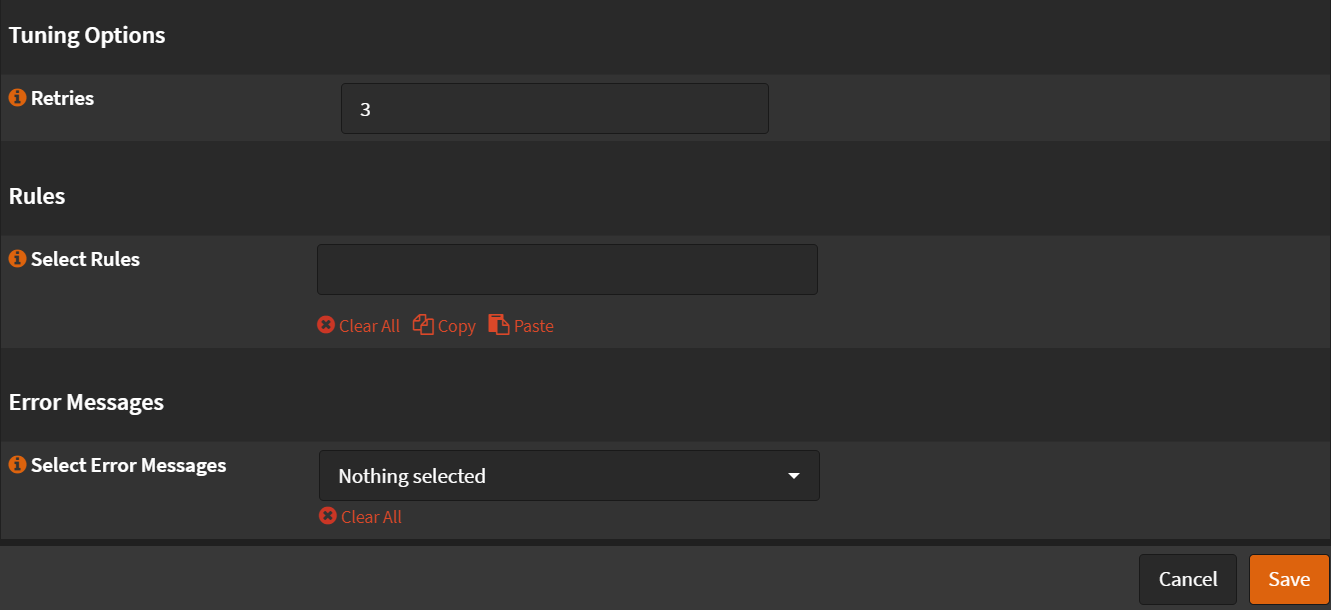 Tuning Options
Retries
3
Rules
Select Rules
Clear All Copy Paste
Error Messages
Select Error Messages
Nothing selected
Clear All
Cancel Save